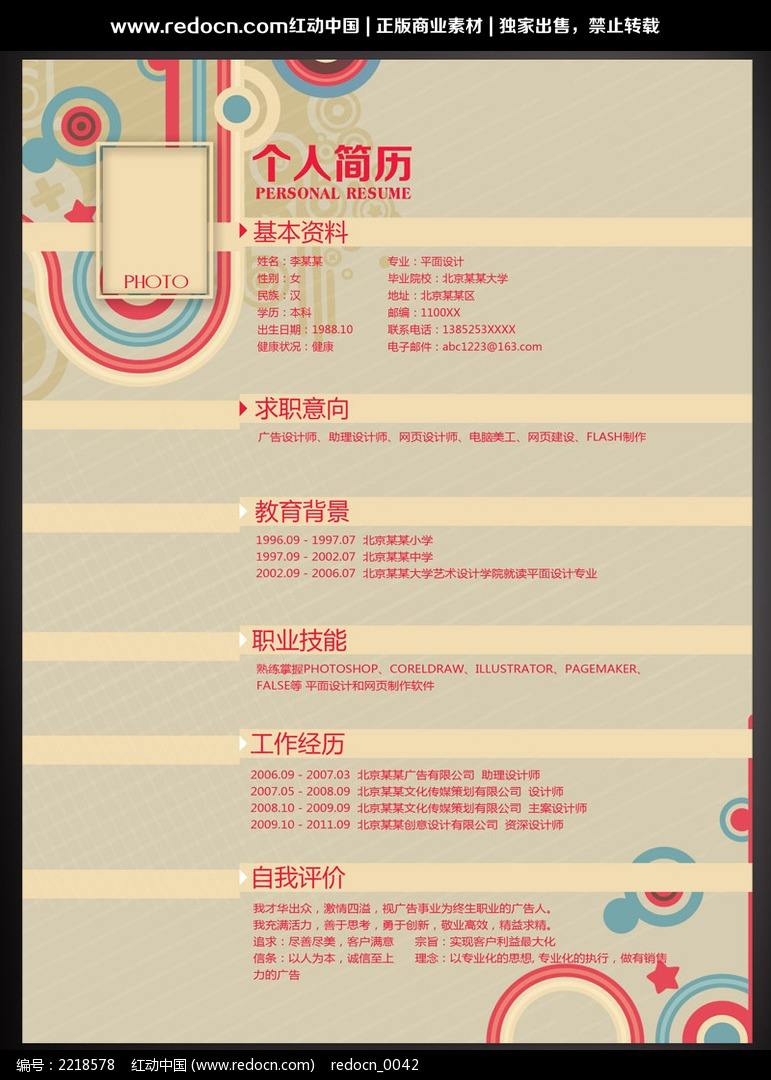 www.redocn.com红动中国 | 正版商业素材 | 独家出售，禁止转载
个人简历
PERSONAL RESUME
PHOTO
基本资料
姓名：李某某 专业：平面设计
性别：女 毕业院校：北京某某大学
民族：汉 地址：北京某某区
学历：本科 邮编：1100XX
出生日期：1988.10 联系电话：1385253XXXX
健康状况：健康 电子邮件：abc1223@163.com
求职意向
广告设计师、助理设计师、网页设计师、电脑美工、网页建设、FLASH制作
教育背景
1996.09 - 1997.07 北京某某小学
1997.09 - 2002.07 北京某某中学
2002.09 - 2006.07 北京某某大学艺术设计学院就读平面设计专业
职业技能
熟练掌握PHOTOSHOP、CORELDRAW、ILLUSTRATOR、PAGEMAKER、
FALSE等 平面设计和网页制作软件
工作经历
2006.09 - 2007.03 北京某某广告有限公司 助理设计师
2007.05 - 2008.09 北京某某文化传媒策划有限公司 设计师
2008.10 - 2009.09 北京某某文化传媒策划有限公司 主案设计师
2009.10 - 2011.09 北京某某创意设计有限公司 资深设计师
自我评价
我才华出众，激情四溢，视广告事业为终生职业的广告人。
我充满活力，善于思考，勇于创新，敬业高效，精益求精。
追求：尽善尽美，客户满意 宗旨：实现客户利益最大化
信条：以人为本，诚信至上 理念：以专业化的思想, 专业化的执行，做有销售
力的广告
编号：2218578 红动中国 (www.redocn.com) redocn_0042